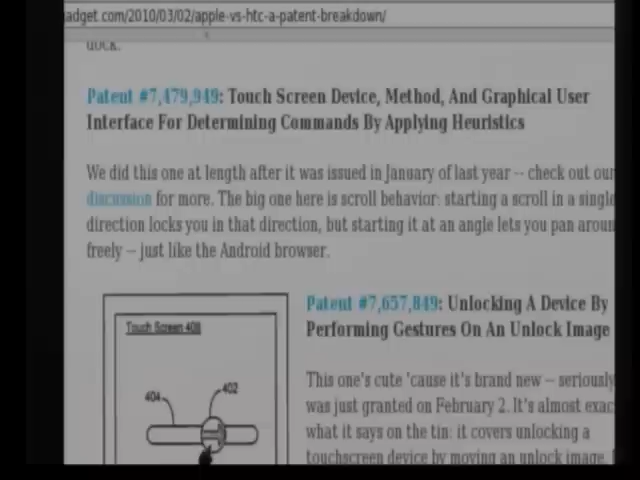 adget.com/2010/03/02/apple-vs-htc-a-patent-breakdown/
dock.
Patent #7,479,949: Touch Screen Device, Method, And Graphical User
Interface For Determining Commands By Applying Heuristics
We did this one at length after it was issued in January of last year -- check out our
discussion for more. The big one here is scroll behavior: starting a scroll in a single
direction locks you in that direction, but starting it at an angle lets you pan aroun
freely -- just like the Android browser.
Touch Screen 408
404
402
Patent #7,657,849: Unlocking A Device By
Performing Gestures On An Unlock Image
This one's cute 'cause it's brand new -- seriously
was just granted on February 2. It's almost exac
what it says on the tin: it covers unlocking a
touchscreen device by moving an unlock image.